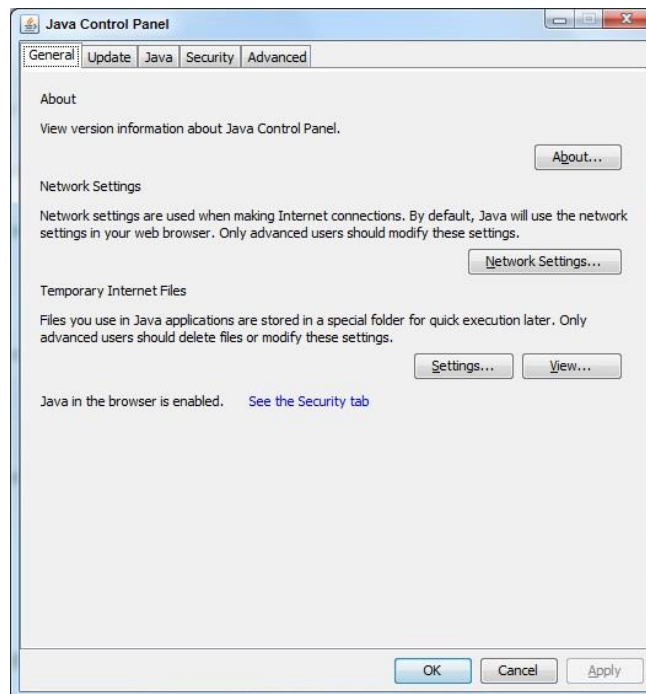 Java Control Panel
General Update Java Security Advanced
About
View version information about Java Control Panel.
About...
Network Settings
Network settings are used when making Internet connections. By default, Java will use the network
settings in your web browser. Only advanced users should modify these settings.
Network Settings...
Temporary Internet Files
Files you use in Java applications are stored in a special folder for quick execution later. Only
advanced users should delete files or modify these settings.
Settings... View...
Java in the browser is enabled. See the Security tab
OK Cancel Apply